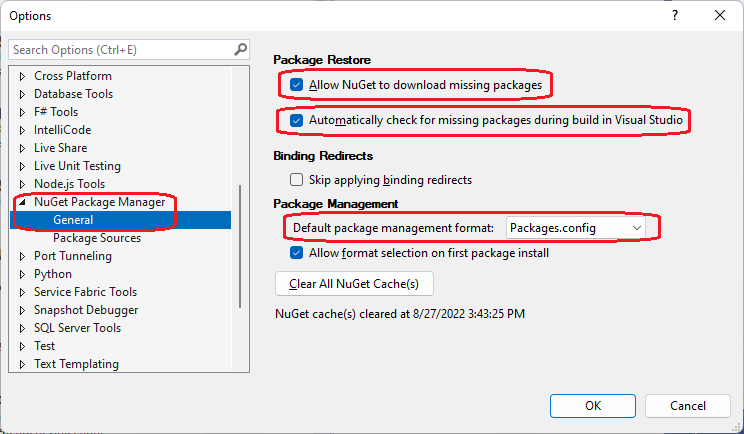 Options
Search Options (Ctrl+E)
Cross Platform
Database Tools
F# Tools
IntelliCode
Live Share
Live Unit Testing
Node.js Tools
NuGet Package Manager
General
Package Sources
Port Tunneling
Python
Service Fabric Tools
Snapshot Debugger
SQL Server Tools
Test
Text Templating
Package Restore
Allow NuGet to download missing packages
Automatically check for missing packages during build in Visual Studio
Binding Redirects
Skip applying binding redirects
Package Management
Default package management format: Packages.config
Allow format selection on first package install
Clear All NuGet Cache(s)
NuGet cache(s) cleared at 8/27/2022 3:43:25 PM
OK Cancel